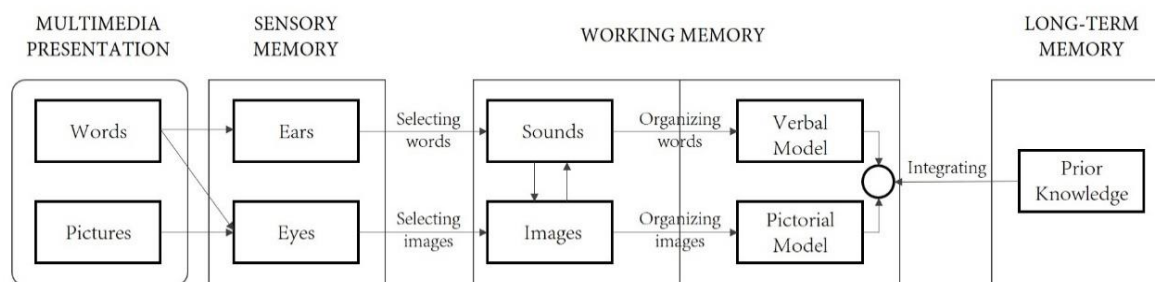 MULTIMEDIA
PRESENTATION
SENSORY
MEMORY
WORKING MEMORY
LONG-TERM
MEMORY
Words
Ears
Selecting
words
Sounds
Organizing
words
Verbal
Model
Integrating
Prior
Knowledge
Pictures
Eyes
Selecting
images
Images
Organizing
images
Pictorial
Model